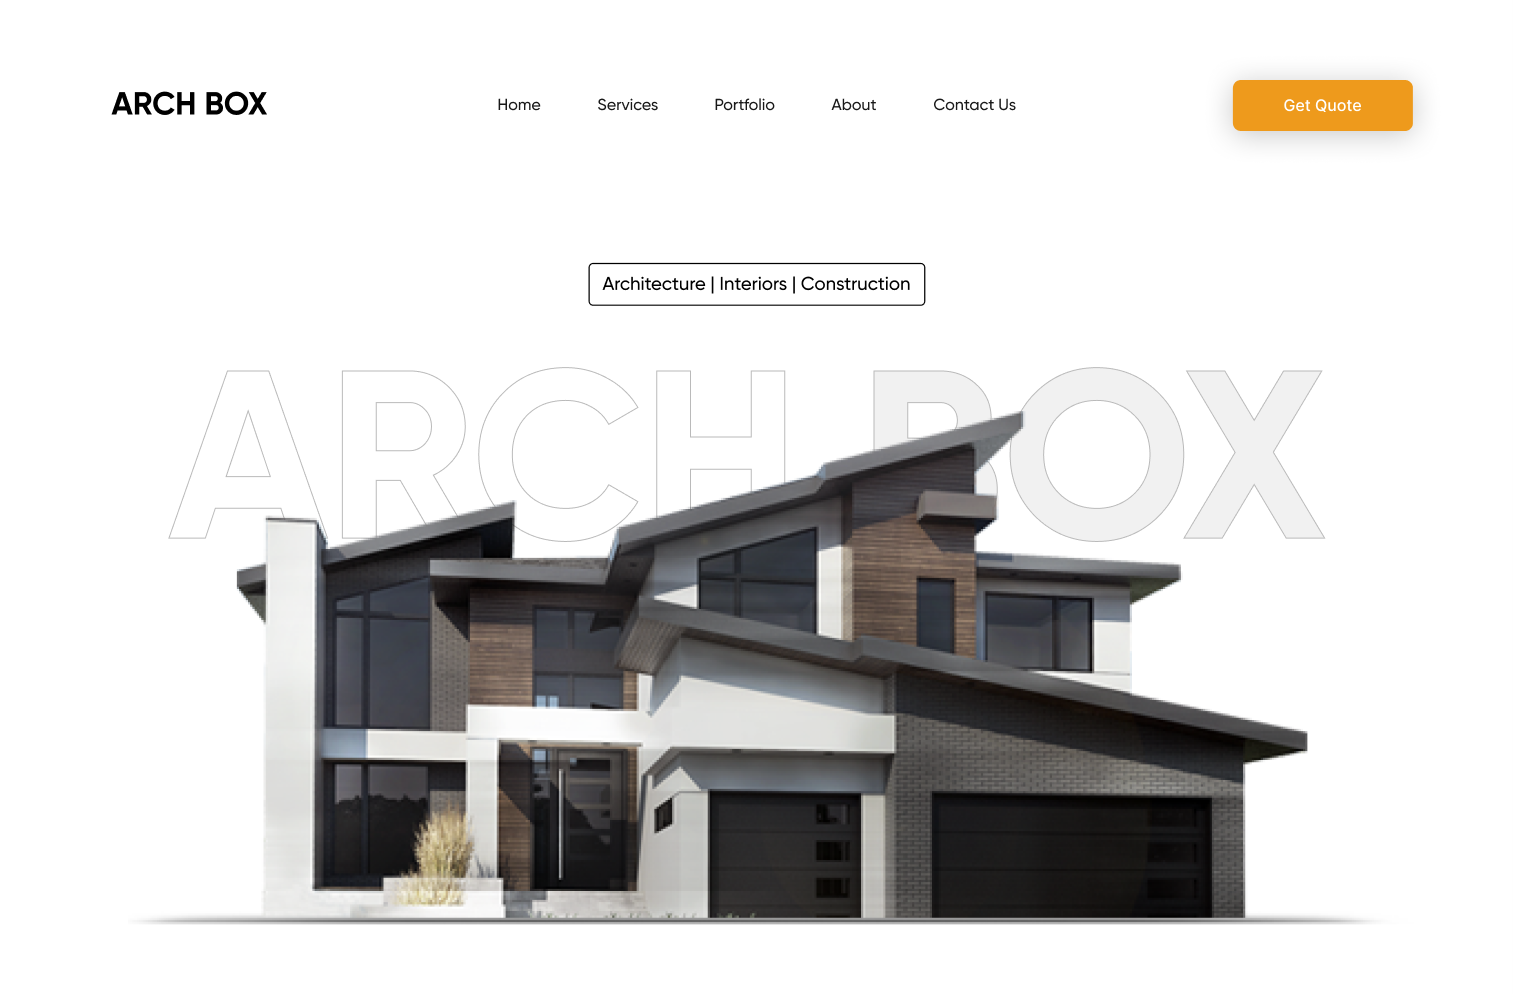 ARCH BOX
Home Services Portfolio About Contact Us
Get Quote
Architecture | Interiors | Construction
ARCH BOX